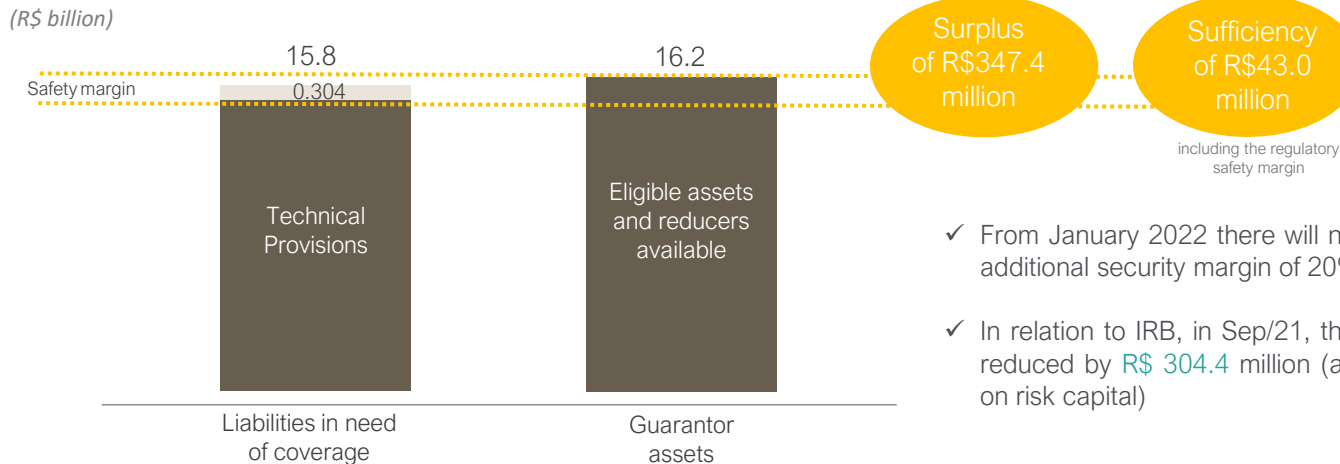 (R$ billion)
15.8
16.2
Safety margin
0.304
Technical
Provisions
Eligible assets
and reducers
available
Liabilities in need
of coverage
Guarantor
assets
Surplus
of R$347.4
million
Sufficiency
of R$43.0
million
including the regulatory
safety margin
✓ From January 2022 there will
additional security margin of
✓ In relation to IRB, in Sep/21,
reduced by R$ 304.4 million
on risk capital)